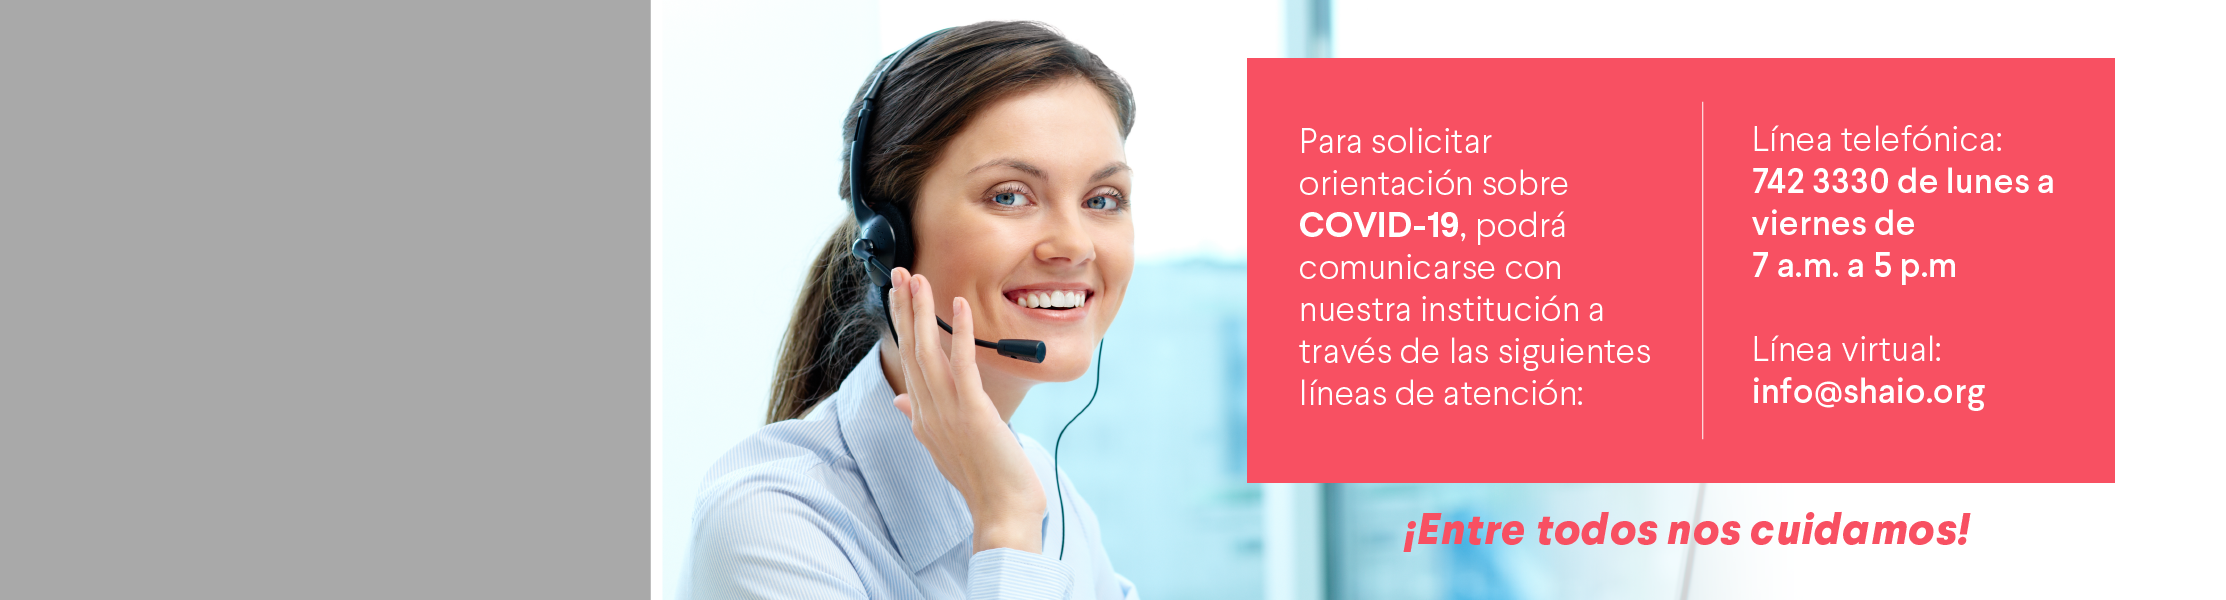 Para solicitar
orientación sobre
COVID-19, podrá
comunicarse con
nuestra institución a
través de las siguientes
líneas de atención:
Línea telefónica:
742 3330 de lunes a
viernes de
7 a.m. a 5 p.m
Línea virtual:
info@shaio.org
¡Entre todos nos cuidamos!